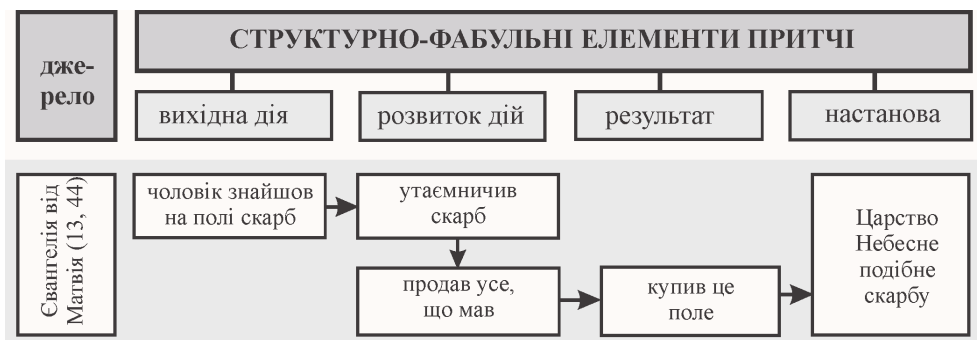 дже-
рело
СТРУКТУРНО-ФАБУЛЬНІ ЕЛЕМЕНТИ ПРИТЧІ
вихідна дія
розвиток дій
результат
настанова
Євангелія від
Матвія (13, 44)
чоловік знайшов
на полі скарб
утаємничив
скарб
продав усе,
що мав
купив це
поле
Царство
Небесне
подібне
скарбу